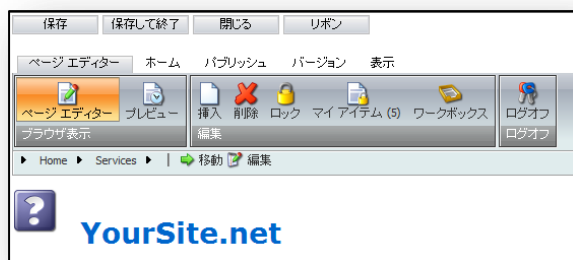 保存 保存して終了 閉じる リボン
ページ エディター ホーム パブリッシュ バージョン 表示
ページ エディター プレビュー 挿入 削除 ロック マイ アイテム (5) ワークボックス ログオフ
ブラウザ表示 編集 ログオフ
Home Services 移動 編集
YourSite.net